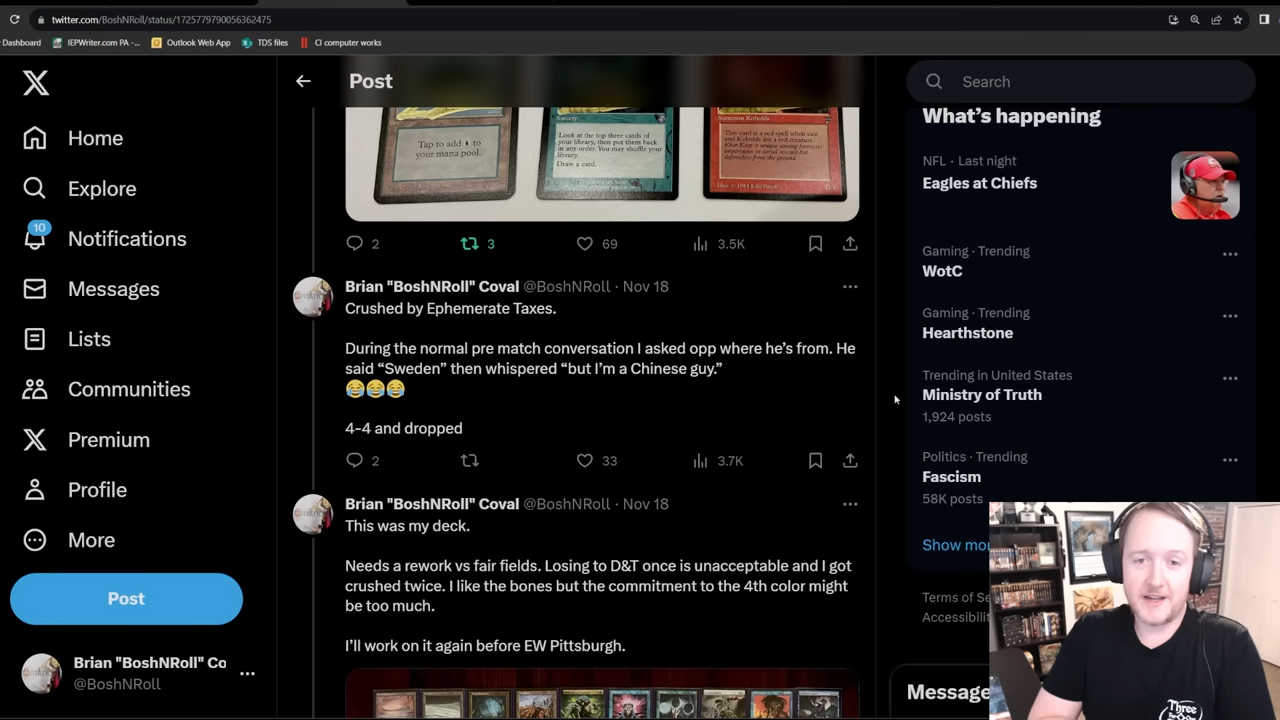 twitter.com/BoshNRoll/status/1725779790056362475
Dashboard
IEPWriter.com PA -...
Outlook Web App
TDS files
CI computer works
Post
Search
Home
Explore
10
Notifications
Messages
Lists
Communities
Premium
Profile
More
Post
Brian "BoshNRoll" Co
@BoshNRoll
Tap to add to
your mana pool.
Sorcery
Look at the top three cards of
your library, then put them back
in any order. You may shuffle your
library.
Draw a card.
Summon Kobolds
2
3
69
3.5K
Brian "BoshNRoll" Coval @BoshNRoll · Nov 18
Crushed by Ephemerate Taxes.
During the normal pre match conversation I asked opp where he’s from. He
said “Sweden” then whispered “but I’m a Chinese guy.”
😂😂😂
4-4 and dropped
2
33
3.7K
Brian "BoshNRoll" Coval @BoshNRoll · Nov 18
This was my deck.
Needs a rework vs fair fields. Losing to D&T once is unacceptable and I got
crushed twice. I like the bones but the commitment to the 4th color might
be too much.
I’ll work on it again before EW Pittsburgh.
What’s happening
NFL · Last night
Eagles at Chiefs
Gaming · Trending
WotC
Gaming · Trending
Hearthstone
Trending in United States
Ministry of Truth
1,924 posts
Politics · Trending
Fascism
58K posts
Show mo
Terms of Se
Accessibili
Message
Three